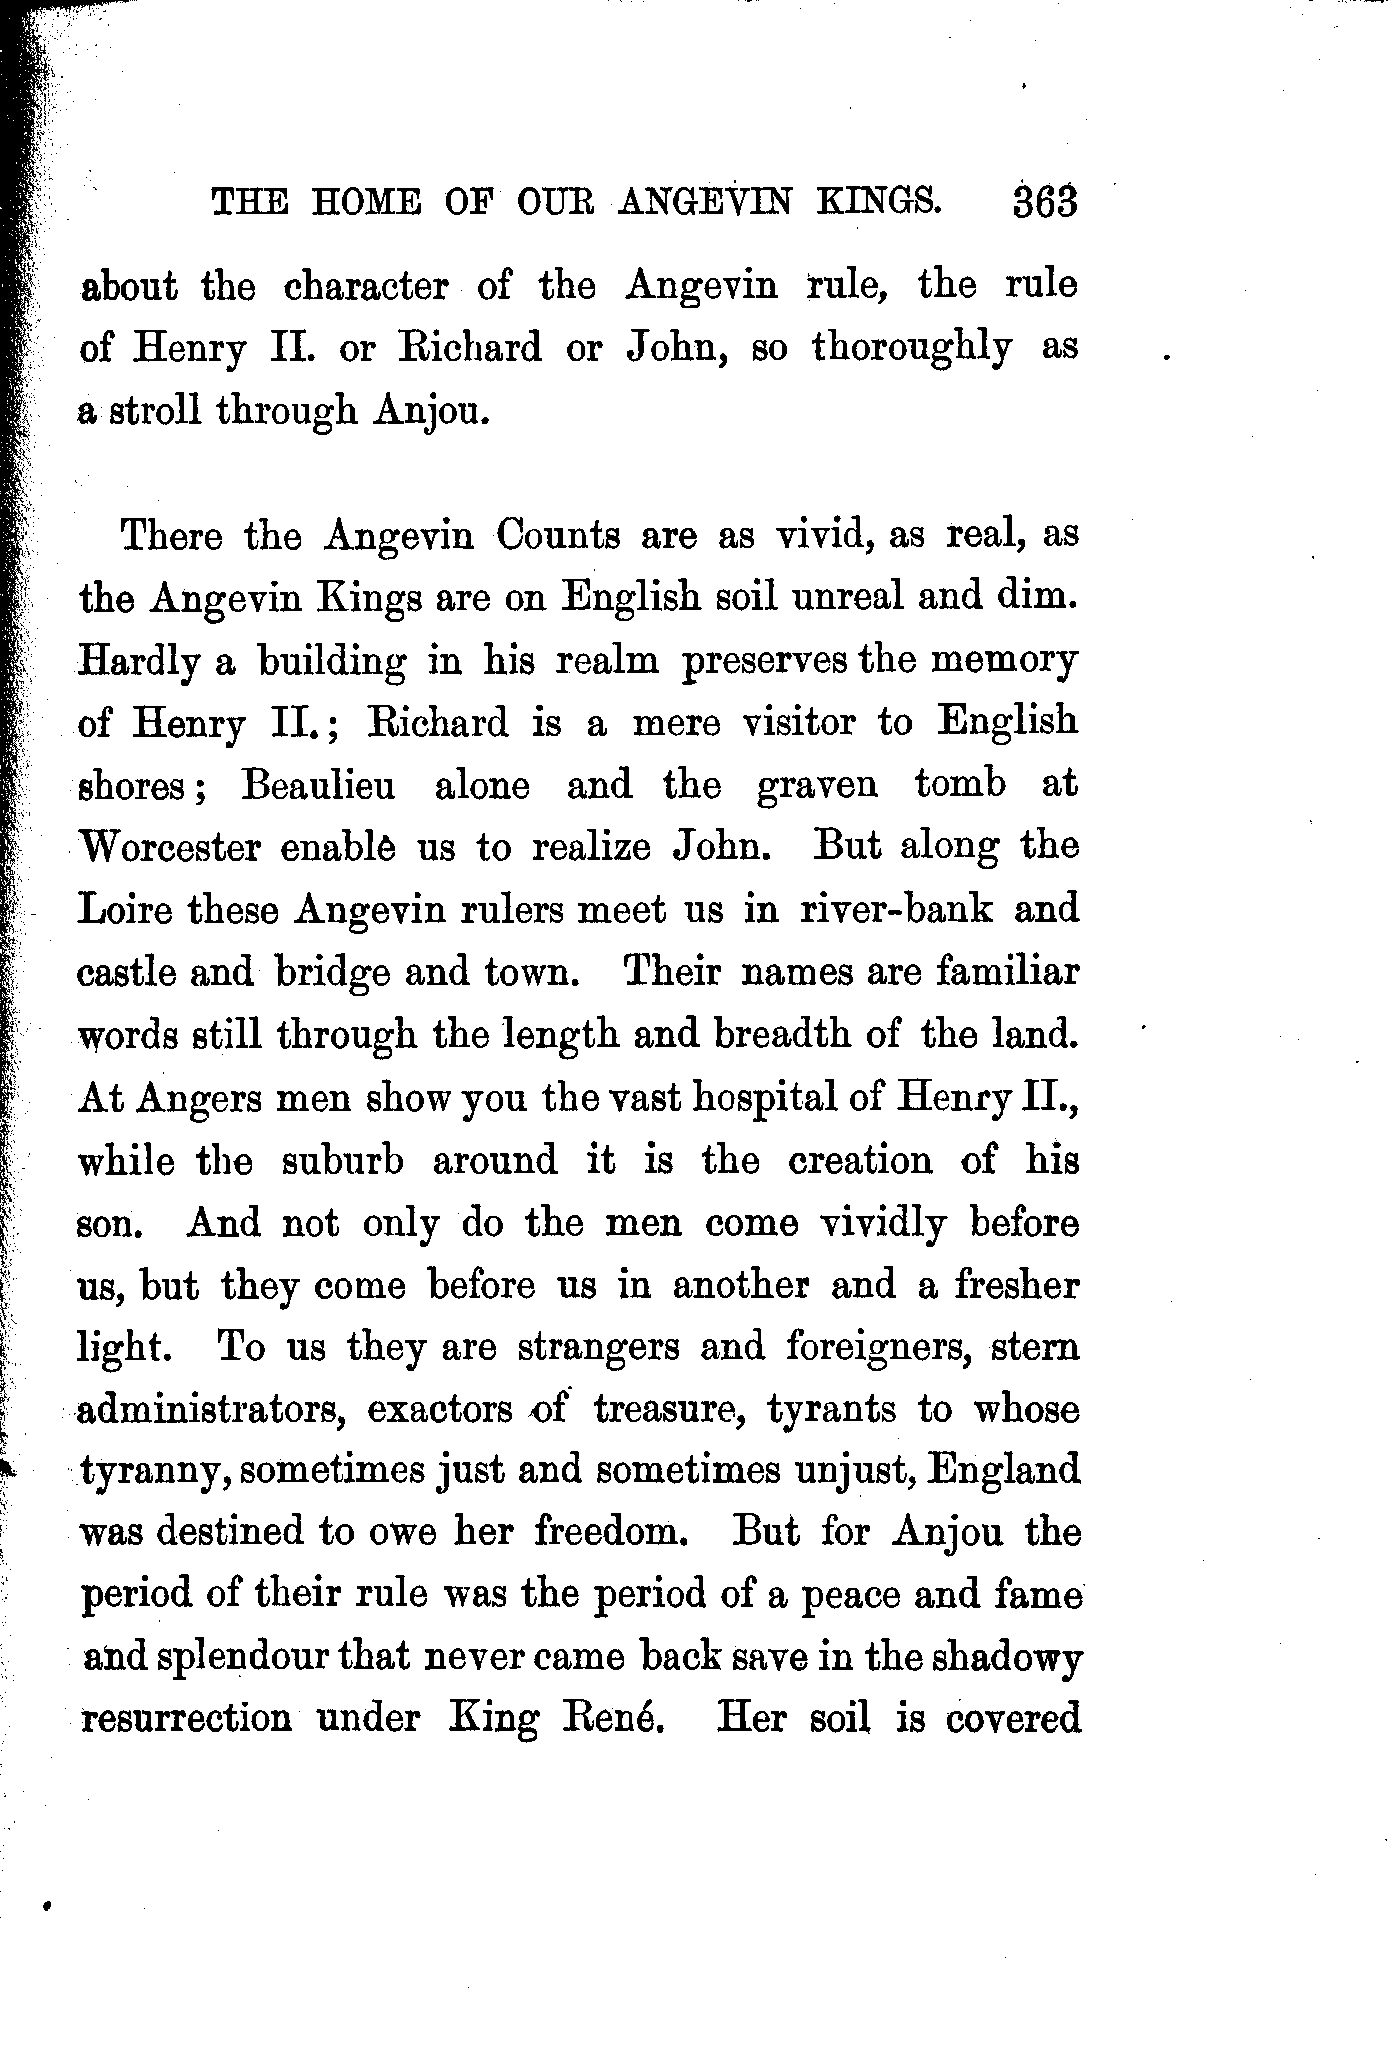 THE HOME OF OUR ANGEVIN KINGS. 363
about the character of the Angevin rule, the rule
of Henry II. or Richard or John, so thoroughly as
a stroll through Anjou.
There the Angevin Counts are as vivid, as real, as
the Angevin Kings are on English soil unreal and dim.
Hardly a building in his realm preserves the memory
of Henry II.; Richard is a mere visitor to English
shores; Beaulieu alone and the graven tomb at
Worcester enable us to realize John. But along the
Loire these Angevin rulers meet us in river-bank and
castle and bridge and town. Their names are familiar
words still through the length and breadth of the land.
At Angers men show you the vast hospital of Henry II.,
while the suburb around it is the creation of his
son. And not only do the men come vividly before
us, but they come before us in another and a fresher
light. To us they are strangers and foreigners, stern
administrators, exactors of treasure, tyrants to whose
tyranny, sometimes just and sometimes unjust, England
was destined to owe her freedom. But for Anjou the
period of their rule was the period of a peace and fame
and splendour that never came back save in the shadowy
resurrection under King René. Her soil is covered